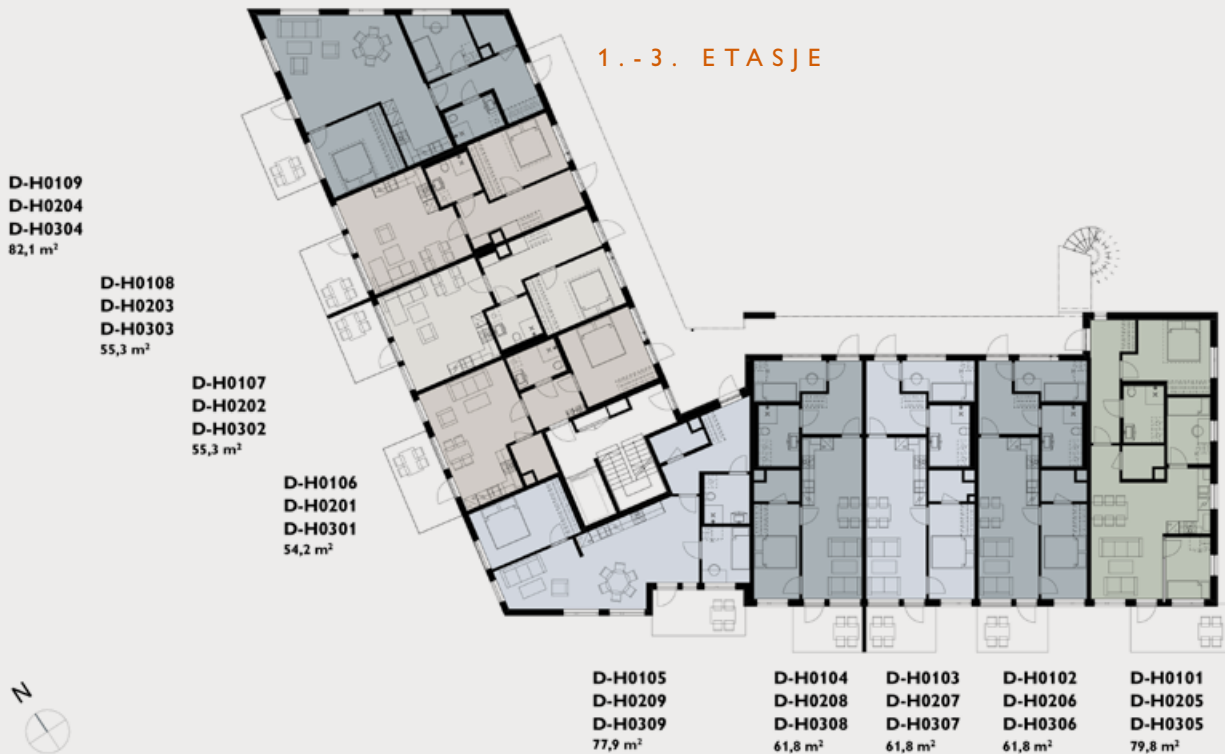 1.-3. ETASJE
D-H0109
D-H0204
D-H0304
82,1 m²
D-H0108
D-H0203
D-H0303
55,3 m²
D-H0107
D-H0202
D-H0302
55,3 m²
D-H0106
D-H0201
D-H0301
54,2 m²
D-H0105
D-H0209
D-H0309
77,9 m²
D-H0104
D-H0208
D-H0308
61,8 m²
D-H0103
D-H0207
D-H0307
61,8 m²
D-H0102
D-H0206
D-H0306
61,8 m²
D-H0101
D-H0205
D-H0305
79,8 m²
N